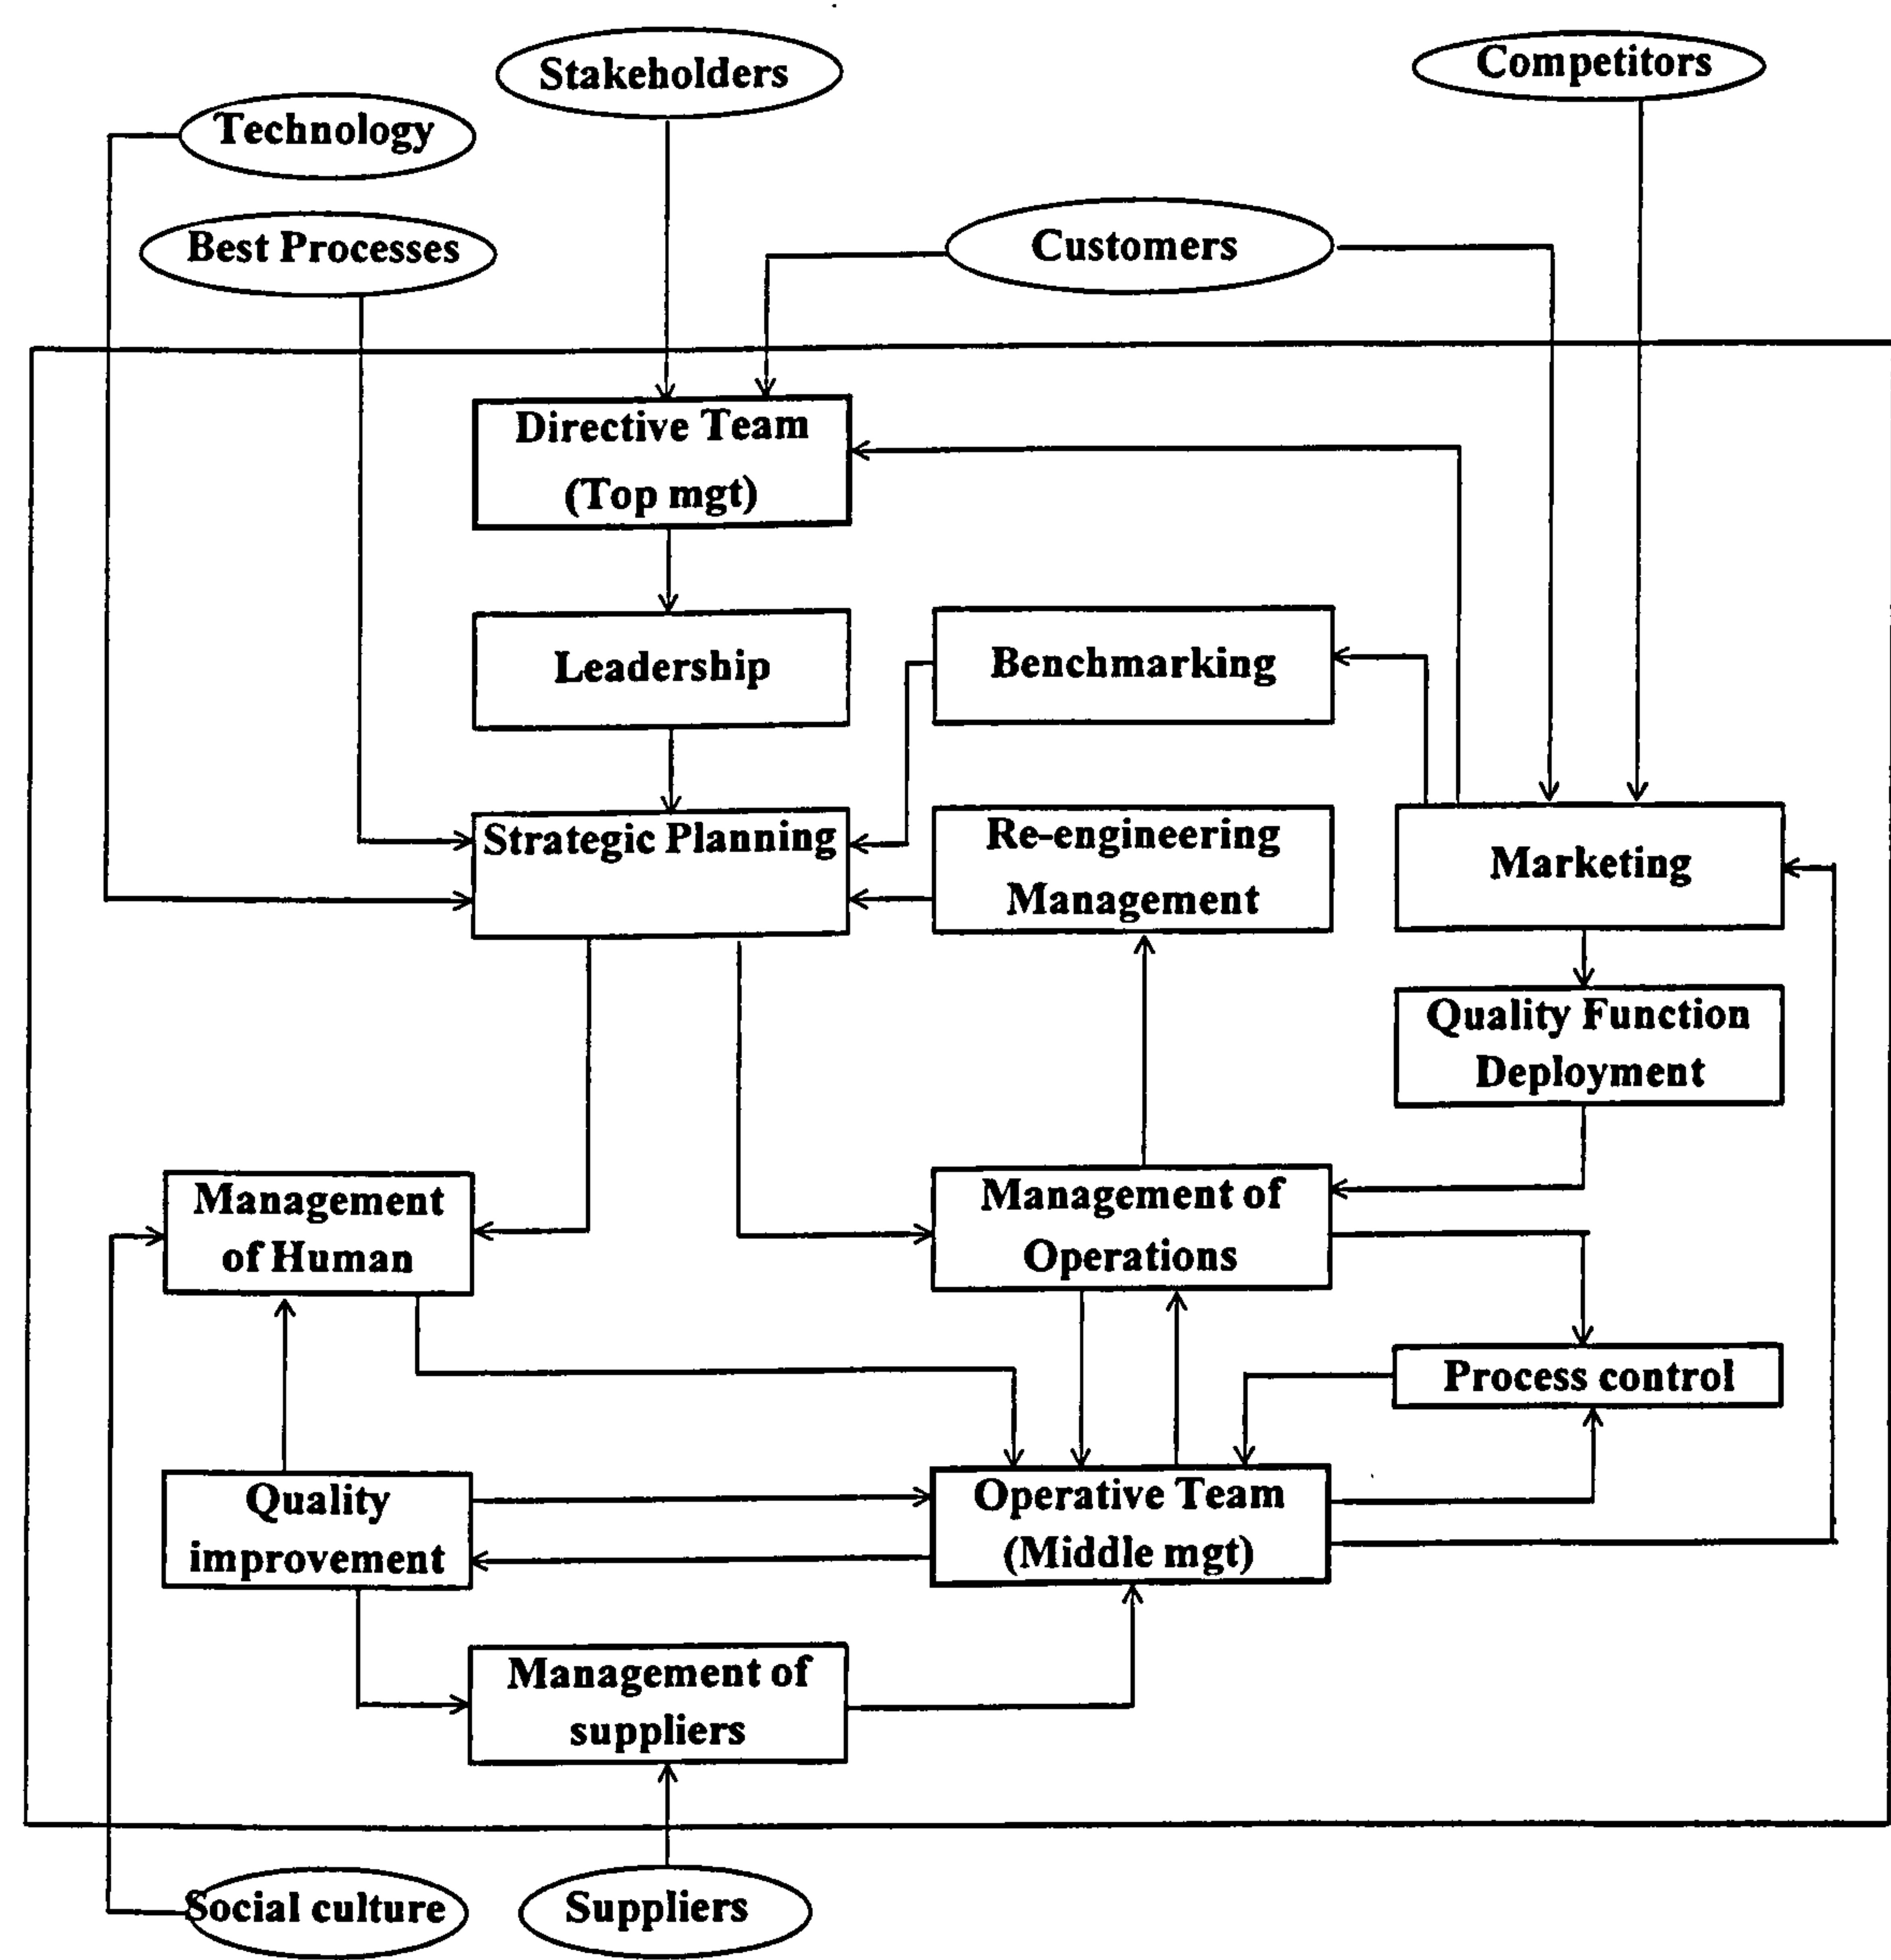 Stakeholders
Competitors
Technology
Best Processes
Customers
Directive Team
(Top mgt)
Leadership
Benchmarking
Strategic Planning
Re-engineering
Management
Marketing
Quality Function
Deployment
Management
of Human
Management of
Operations
Process control
Quality
improvement
Operative Team
(Middle mgt)
Management of
suppliers
Social culture
Suppliers